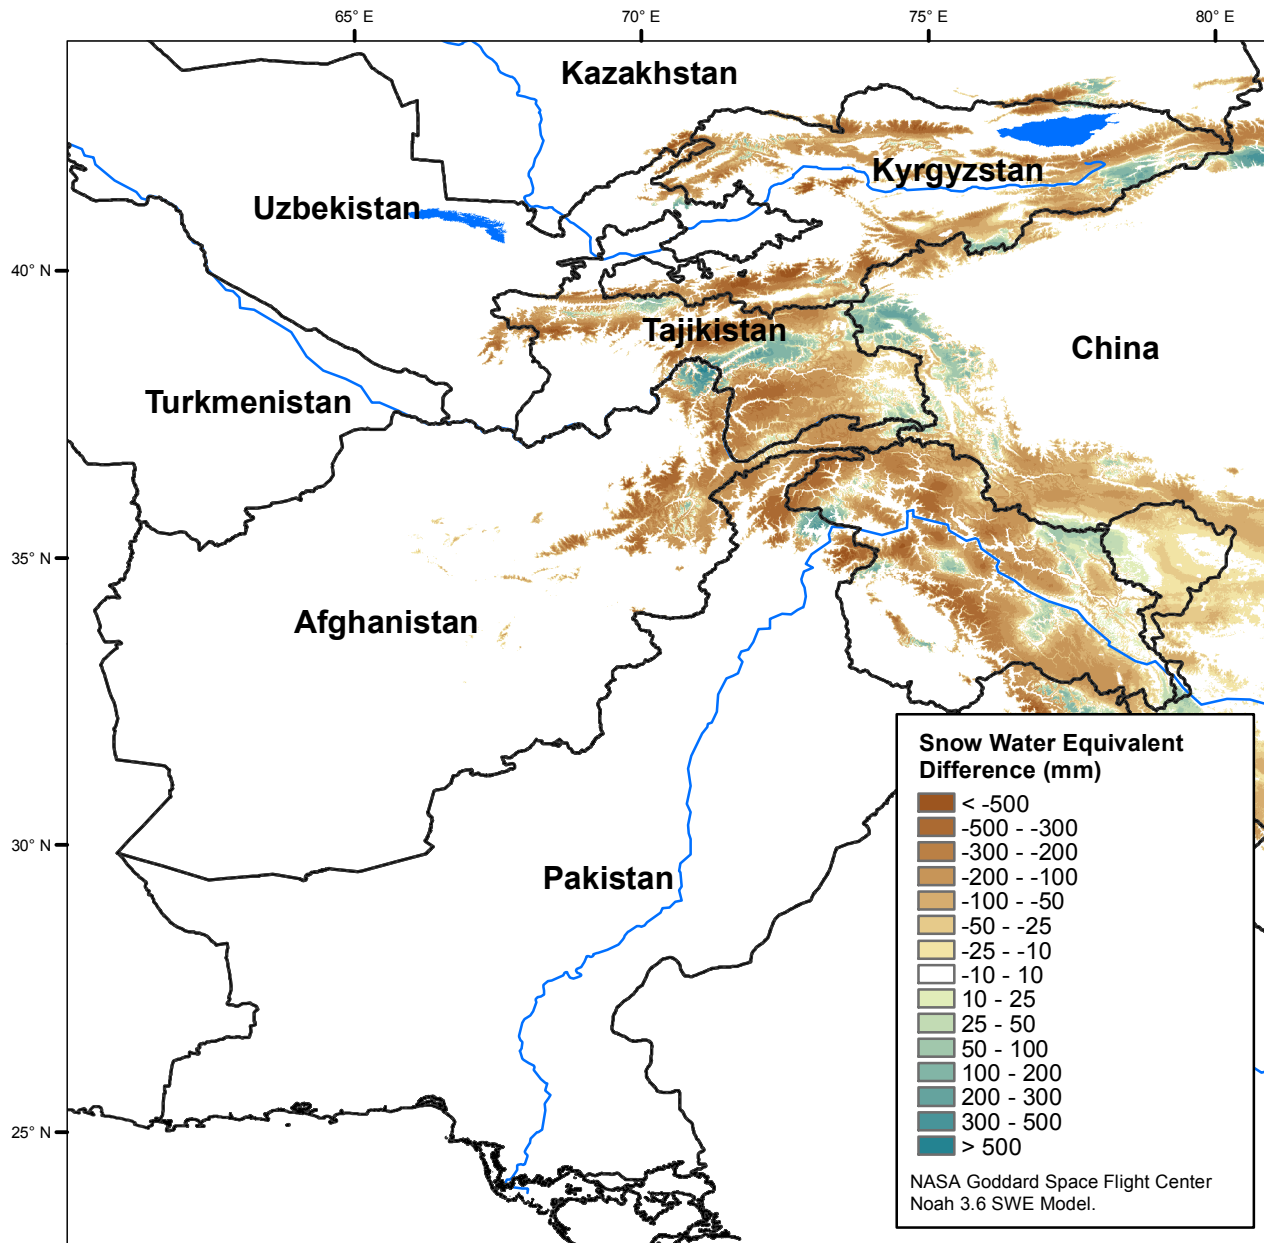 65° E
70° E
75° E
80° E
Kazakhstan
Kyrgyzstan
Uzbekistan
40° N
Tajikistan
China
Turkmenistan
35° N
Afghanistan
Snow Water Equivalent
Difference (mm)
< -500
-500 - -300
-300 - -200
-200 - -100
-100 - -50
-50 - -25
-25 - -10
-10 - 10
10 - 25
25 - 50
50 - 100
100 - 200
200 - 300
300 - 500
> 500
NASA Goddard Space Flight Center
Noah 3.6 SWE Model.
30° N
Pakistan
25° N